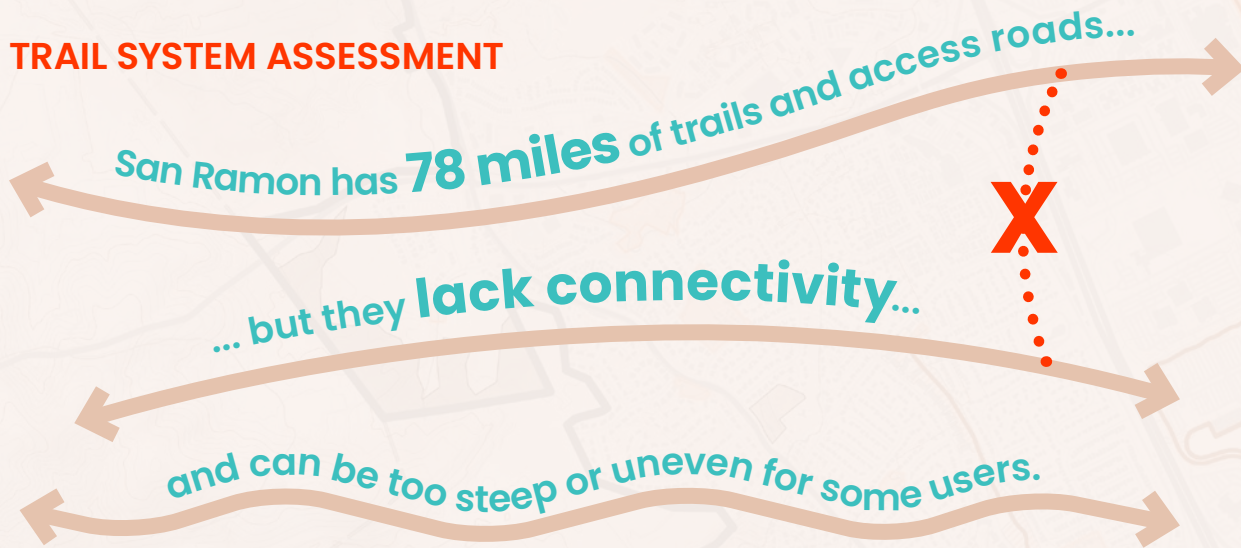 TRAIL SYSTEM ASSESSMENT
San Ramon has 78 miles of trails and access roads...
... but they lack connectivity...
X
and can be too steep or uneven for some users.